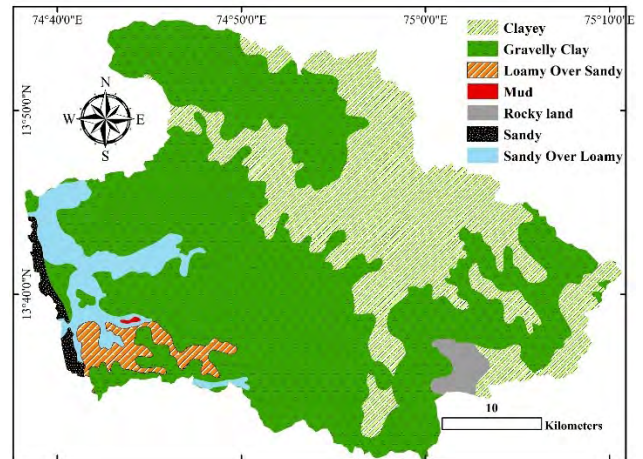 74°40'0"E 74°50'0"E 75°0'0"E 75°10'0"E
13°50'0"N
13°40'0"N
N
W E
S
Clayey
Gravelly Clay
Loamy Over Sandy
Mud
Rocky land
Sandy
Sandy Over Loamy
10
Kilometers